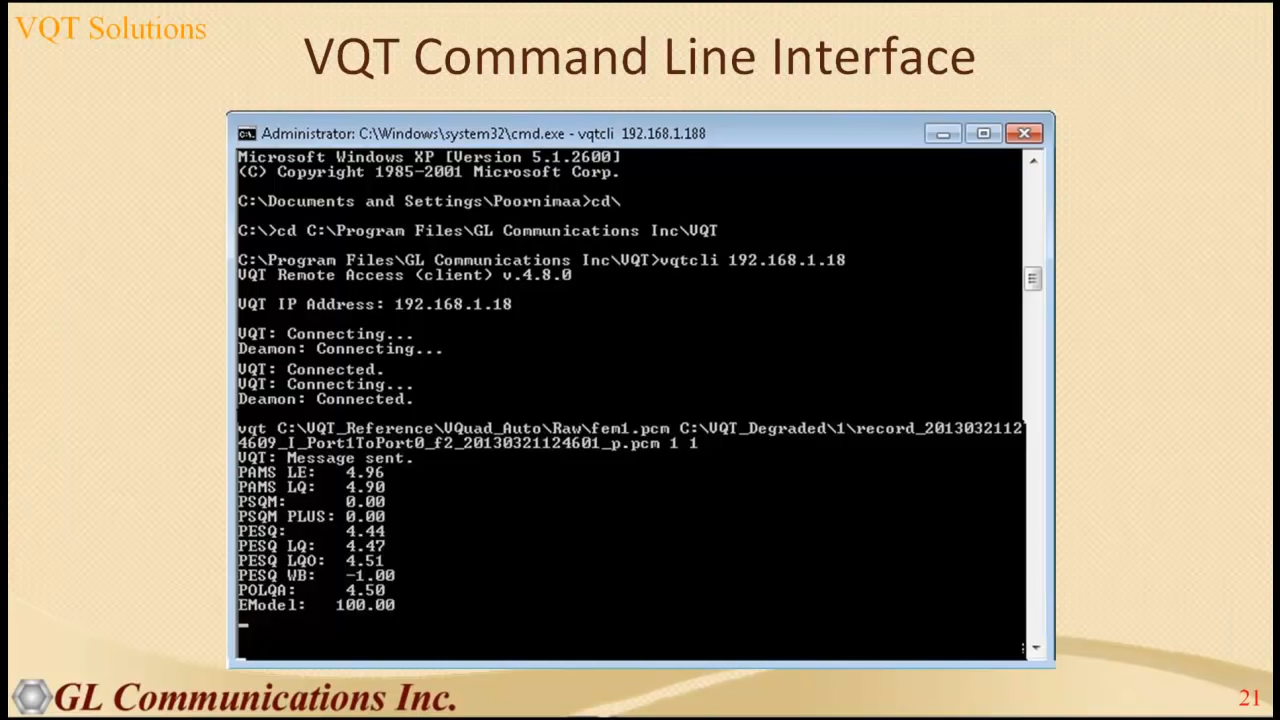 VQT Solutions
VQT Command Line Interface
Administrator: C:\Windows\system32\cmd.exe - vqtcli 192.168.1.188
Microsoft Windows XP [Version 5.1.2600]
(C) Copyright 1985-2001 Microsoft Corp.
C:\Documents and Settings\Poornimaa>cd\
C:\>cd C:\Program Files\GL Communications Inc\VQT
C:\Program Files\GL Communications Inc\VQT>vqtcli 192.168.1.18
VQT Remote Access (client) v.4.8.0
VQT IP Address: 192.168.1.18
VQT: Connecting...
Deamon: Connecting...
VQT: Connected.
VQT: Connecting...
Deamon: Connected.
vqt C:\VQT_Reference\VQuad_Auto\Raw\fem1.pcm C:\VQT_Degraded\1\record_2013032112
4609_I_Port1ToPort0_f2_20130321124601_p.pcm 1 1
VQT: Message sent.
PAMS LE: 4.96
PAMS LQ: 4.90
PSQM: 0.00
PSQM PLUS: 0.00
PESQ: 4.44
PESQ LQ: 4.47
PESQ LQO: 4.51
PESQ WB: -1.00
POLQA: 4.50
EModel: 100.00
GL Communications Inc.
21